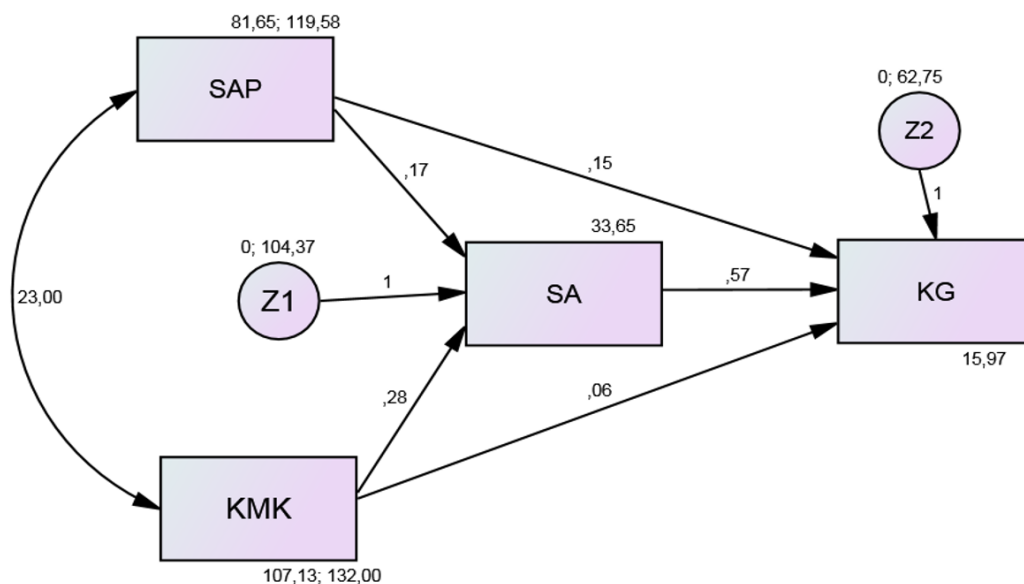 81,65; 119,58
SAP
0; 62,75
Z2
1
,15
,17
33,65
0; 104,37
Z1
1
SA
,57
KG
23,00
15,97
,28
,06
KMK
107,13; 132,00